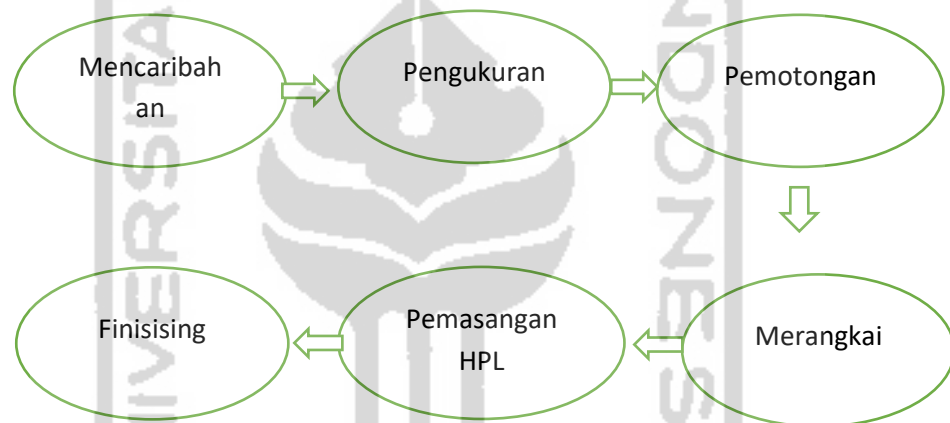 Mencaribah
an
Pengukuran
Pemotongan
Merangkai
Pemasangan
HPL
Finisising